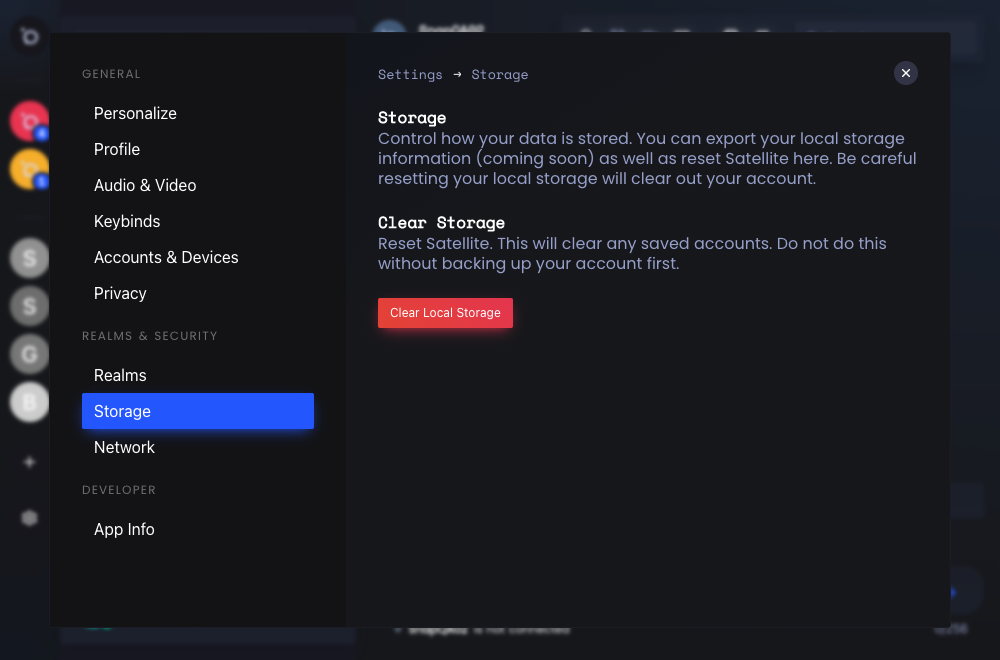 GENERAL
Personalize
Profile
Audio & Video
Keybinds
Accounts & Devices
Privacy
REALMS & SECURITY
Realms
Storage
Network
DEVELOPER
App Info
Settings → Storage
Storage
Control how your data is stored. You can export your local storage
information (coming soon) as well as reset Satellite here. Be careful
resetting your local storage will clear out your account.
Clear Storage
Reset Satellite. This will clear any saved accounts. Do not do this
without backing up your account first.
Clear Local Storage
S
S
G
B
is not connected